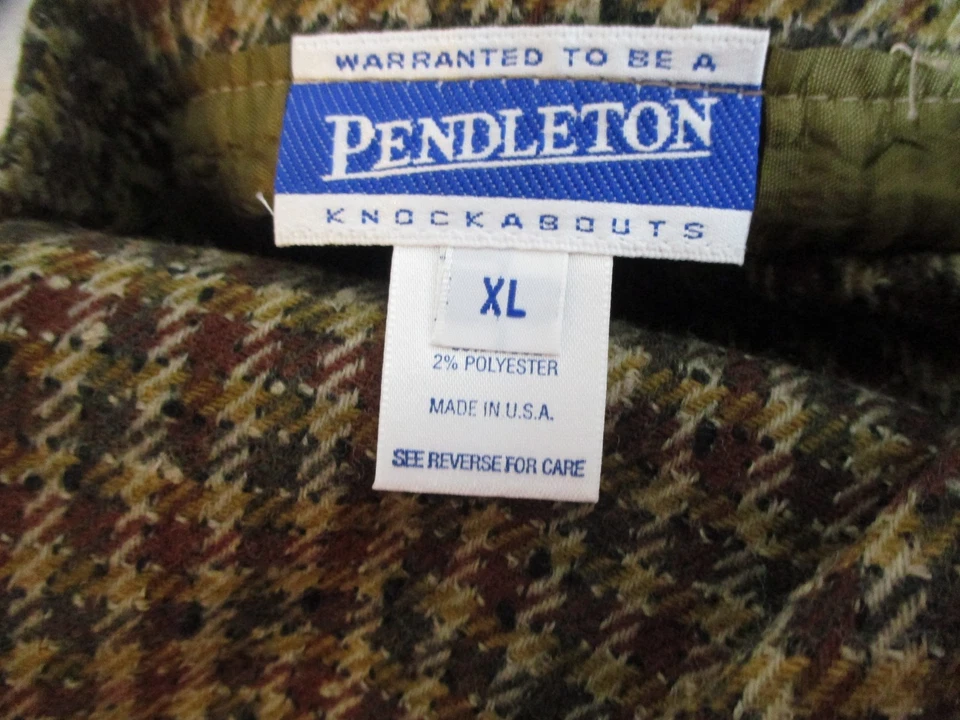 WARRANTED TO BE A
PENDLETON
KNOCKABOUTS
XL
2% POLYESTER
MADE IN U.S.A.
SEE REVERSE FOR CARE